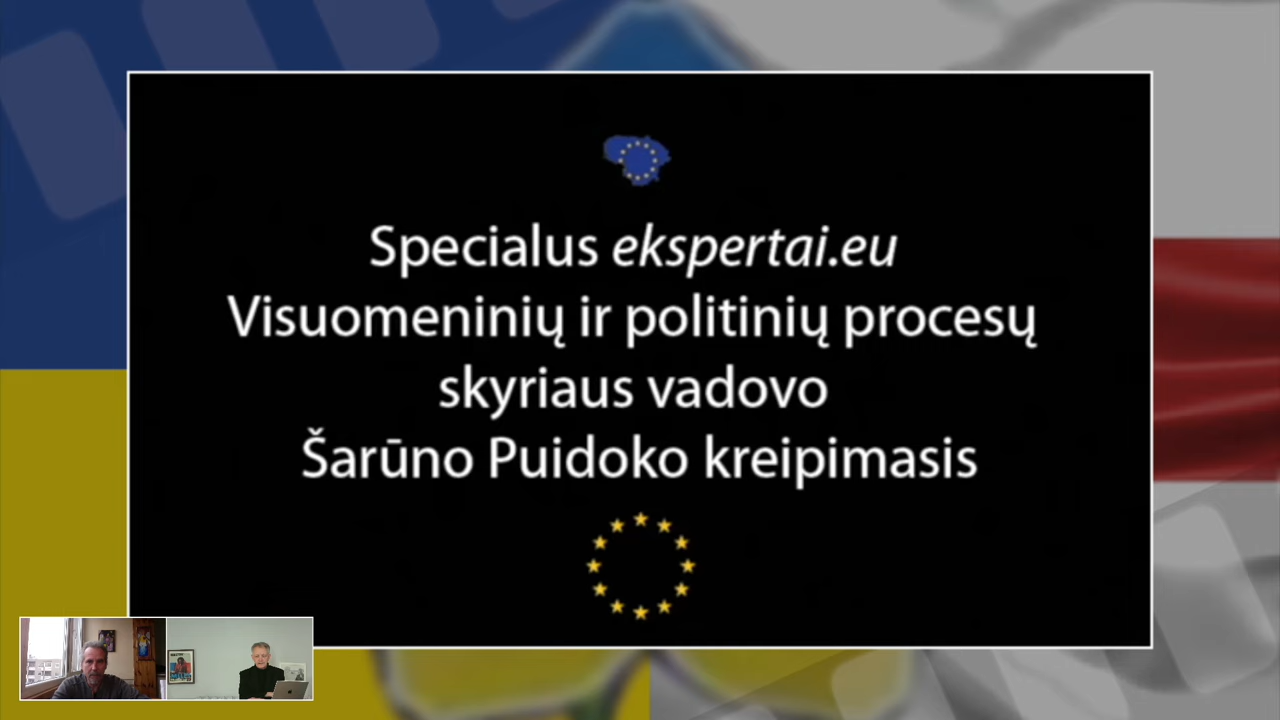 Specialus ekspertai.eu
Visuomeninių ir politinių procesų
skyriaus vadovo
Šarūno Puidoko kreipimasis